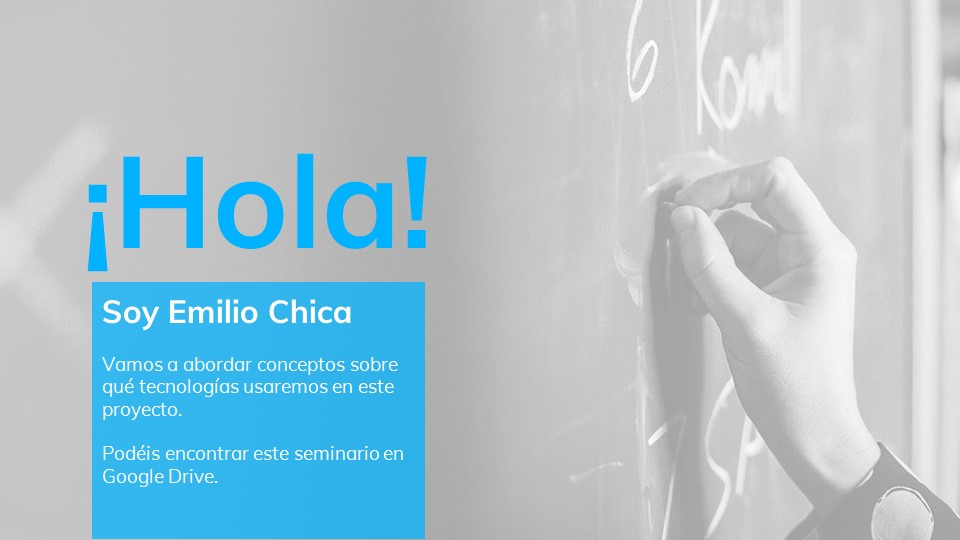 6
¡Hola!
Soy Emilio Chica
Vamos a abordar conceptos sobre
qué tecnologías usaremos en este
proyecto.
Podéis encontrar este seminario en
Google Drive.